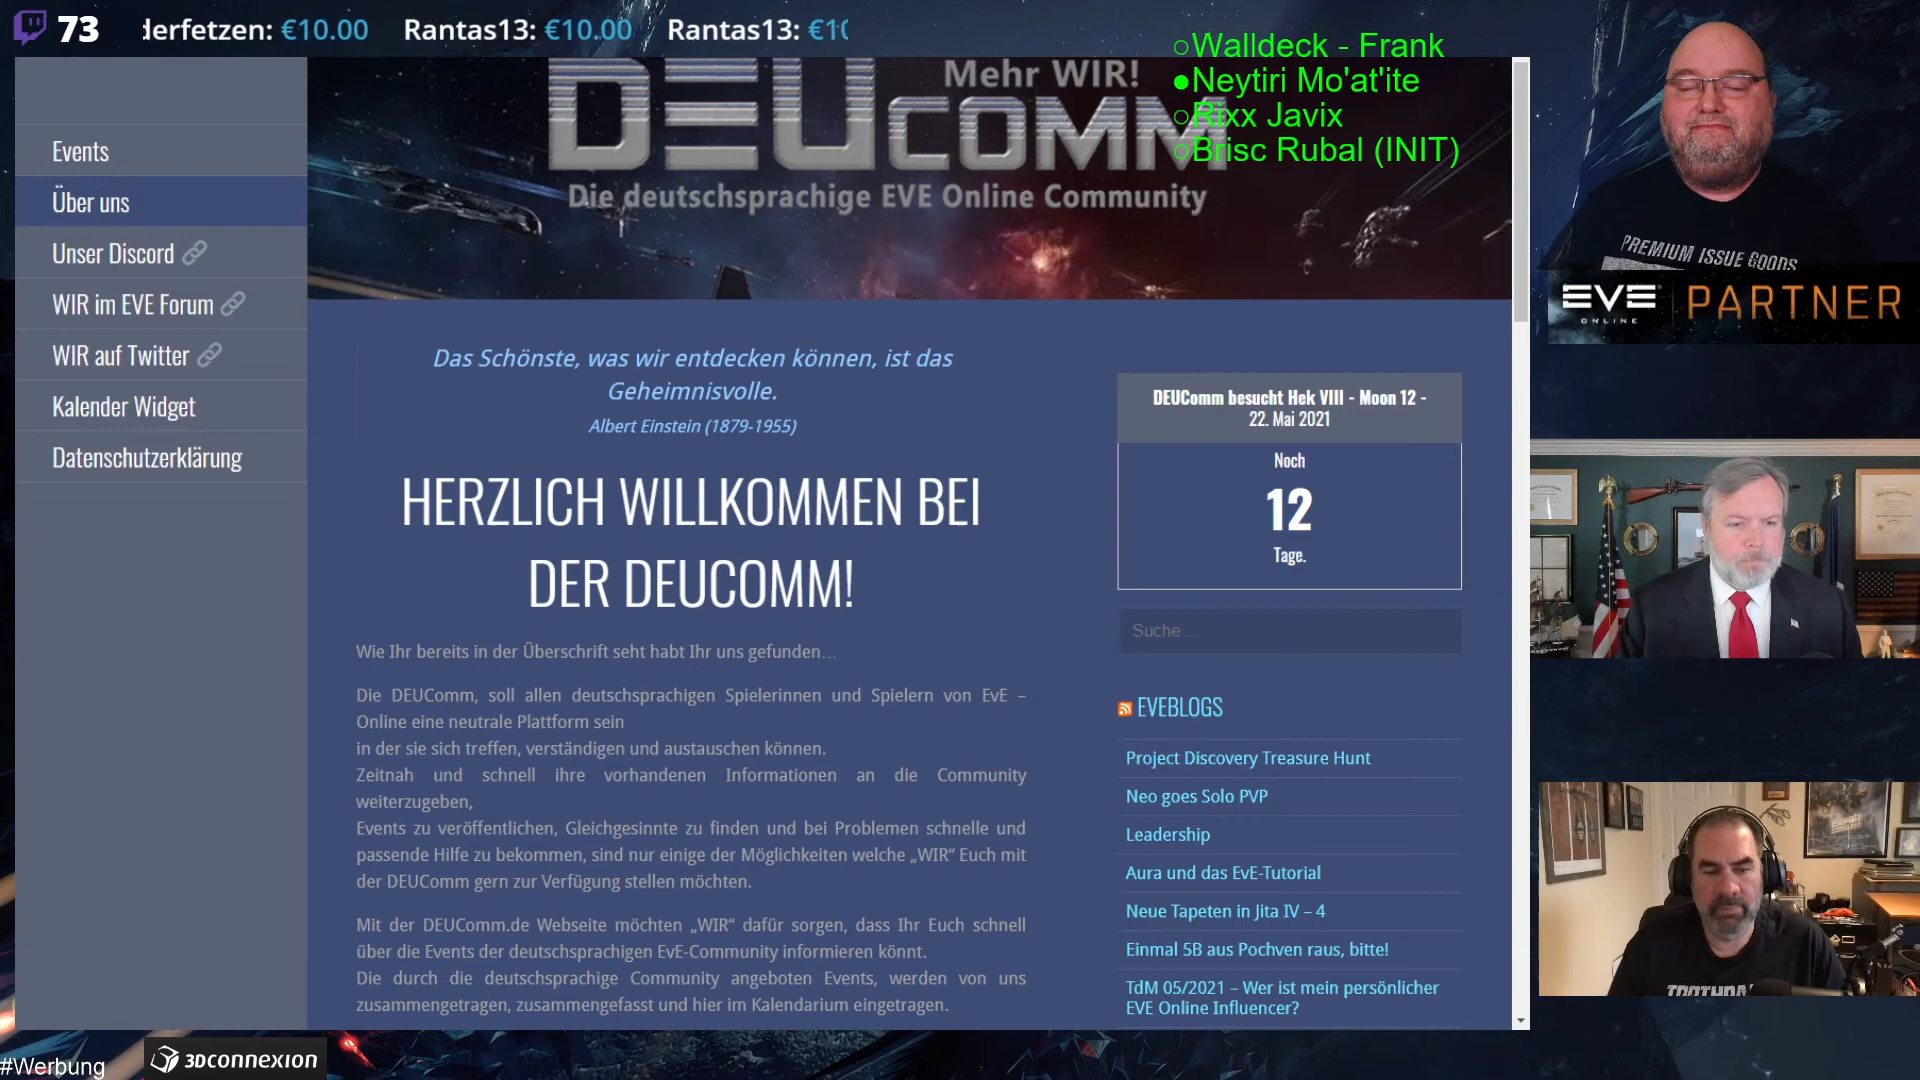 73
derfetzen: €10.00 Rantas13: €10.00 Rantas13: €10
○Walldeck - Frank
●Neytiri Mo'at'ite
○Rixx Javix
○Brisc Rubal (INIT)
Events
Über uns
Unser Discord
WIR im EVE Forum
WIR auf Twitter
Kalender Widget
Datenschutzerklärung
Mehr WIR!
DEUCOMM
Die deutschsprachige EVE Online Community
Das Schönste, was wir entdecken können, ist das
Geheimnisvolle.
Albert Einstein (1879-1955)
HERZLICH WILLKOMMEN BEI
DER DEUCOMM!
Wie Ihr bereits in der Überschrift seht habt Ihr uns gefunden…
Die DEUComm, soll allen deutschsprachigen Spielerinnen und Spielern von EvE –
Online eine neutrale Plattform sein
in der sie sich treffen, verständigen und austauschen können.
Zeitnah und schnell ihre vorhandenen Informationen an die Community
weiterzugeben,
Events zu veröffentlichen, Gleichgesinnte zu finden und bei Problemen schnelle und
passende Hilfe zu bekommen, sind nur einige der Möglichkeiten welche „WIR“ Euch mit
der DEUComm gern zur Verfügung stellen möchten.
Mit der DEUComm.de Webseite möchten „WIR“ dafür sorgen, dass Ihr Euch schnell
über die Events der deutschsprachigen EvE-Community informieren könnt.
Die durch die deutschsprachige Community angeboten Events, werden von uns
zusammengetragen, zusammengefasst und hier im Kalendarium eingetragen.
DEUComm besucht Hek VIII - Moon 12 -
22. Mai 2021
Noch
12
Tage.
Suche …
EVEBLOGS
Project Discovery Treasure Hunt
Neo goes Solo PVP
Leadership
Aura und das EvE-Tutorial
Neue Tapeten in Jita IV – 4
Einmal 5B aus Pochven raus, bitte!
TdM 05/2021 – Wer ist mein persönlicher
EVE Online Influencer?
PREMIUM ISSUE GOODS
EVE ONLINE PARTNER
#Werbung
3DCONNEXION